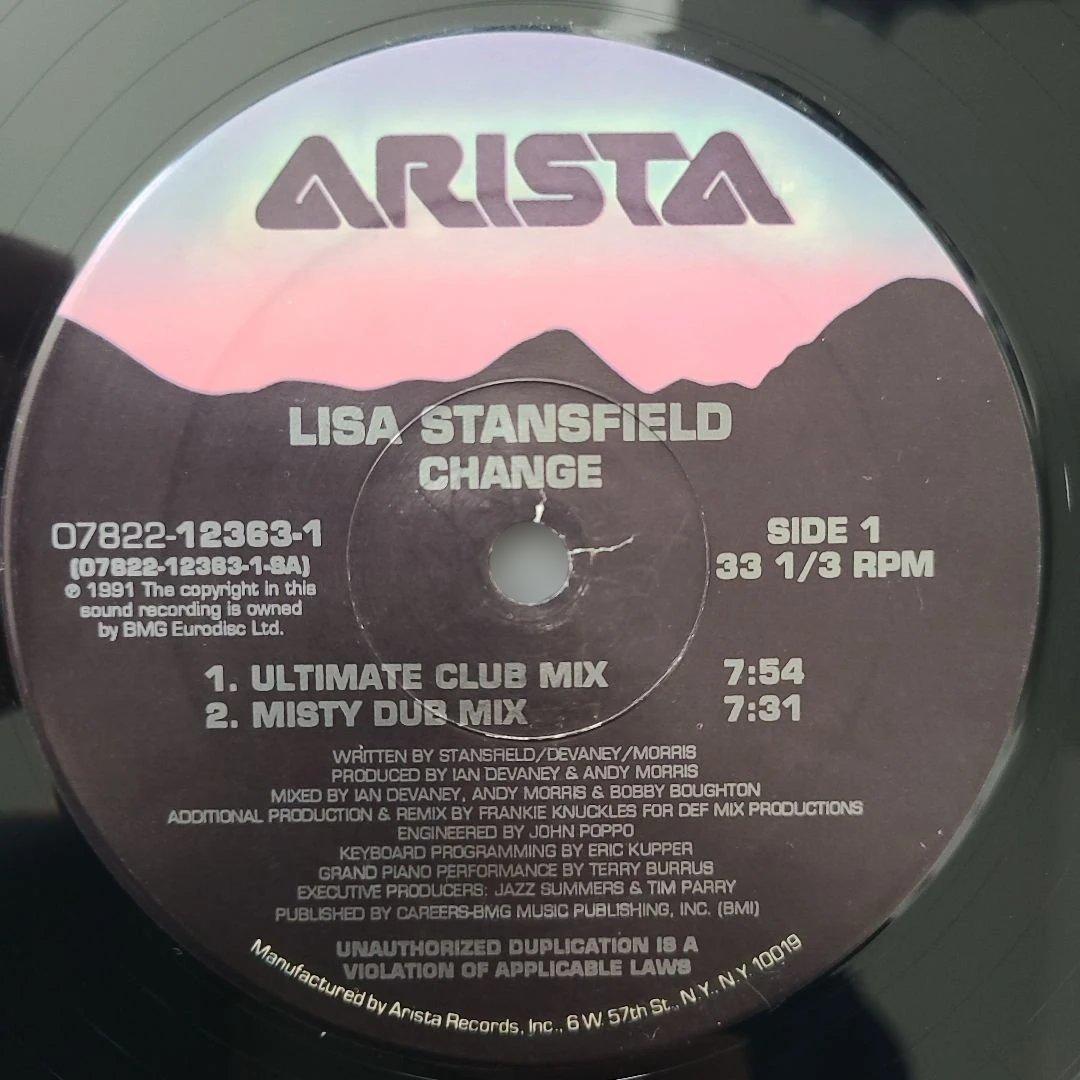 ARISTA
LISA STANSFIELD
CHANGE
07822-12363-1
(07822-12363-1-SA)
℗ 1991 The copyright in this
sound recording is owned
by BMG Eurodisc Ltd.
SIDE 1
33 1/3 RPM
1. ULTIMATE CLUB MIX 7:54
2. MISTY DUB MIX 7:31
WRITTEN BY STANSFIELD/DEVANEY/MORRIS
PRODUCED BY IAN DEVANEY & ANDY MORRIS
MIXED BY IAN DEVANEY, ANDY MORRIS & BOBBY BOUGHTON
ADDITIONAL PRODUCTION & REMIX BY FRANKIE KNUCKLES FOR DEF MIX PRODUCTIONS
ENGINEERED BY JOHN POPPO
KEYBOARD PROGRAMMING BY ERIC KUPPER
GRAND PIANO PERFORMANCE BY TERRY BURRUS
EXECUTIVE PRODUCERS: JAZZ SUMMERS & TIM PARRY
PUBLISHED BY CAREERS-BMG MUSIC PUBLISHING, INC. (BMI)
UNAUTHORIZED DUPLICATION IS A
VIOLATION OF APPLICABLE LAWS
Manufactured by Arista Records, Inc., 6 W. 57th St., N.Y., N.Y. 10019